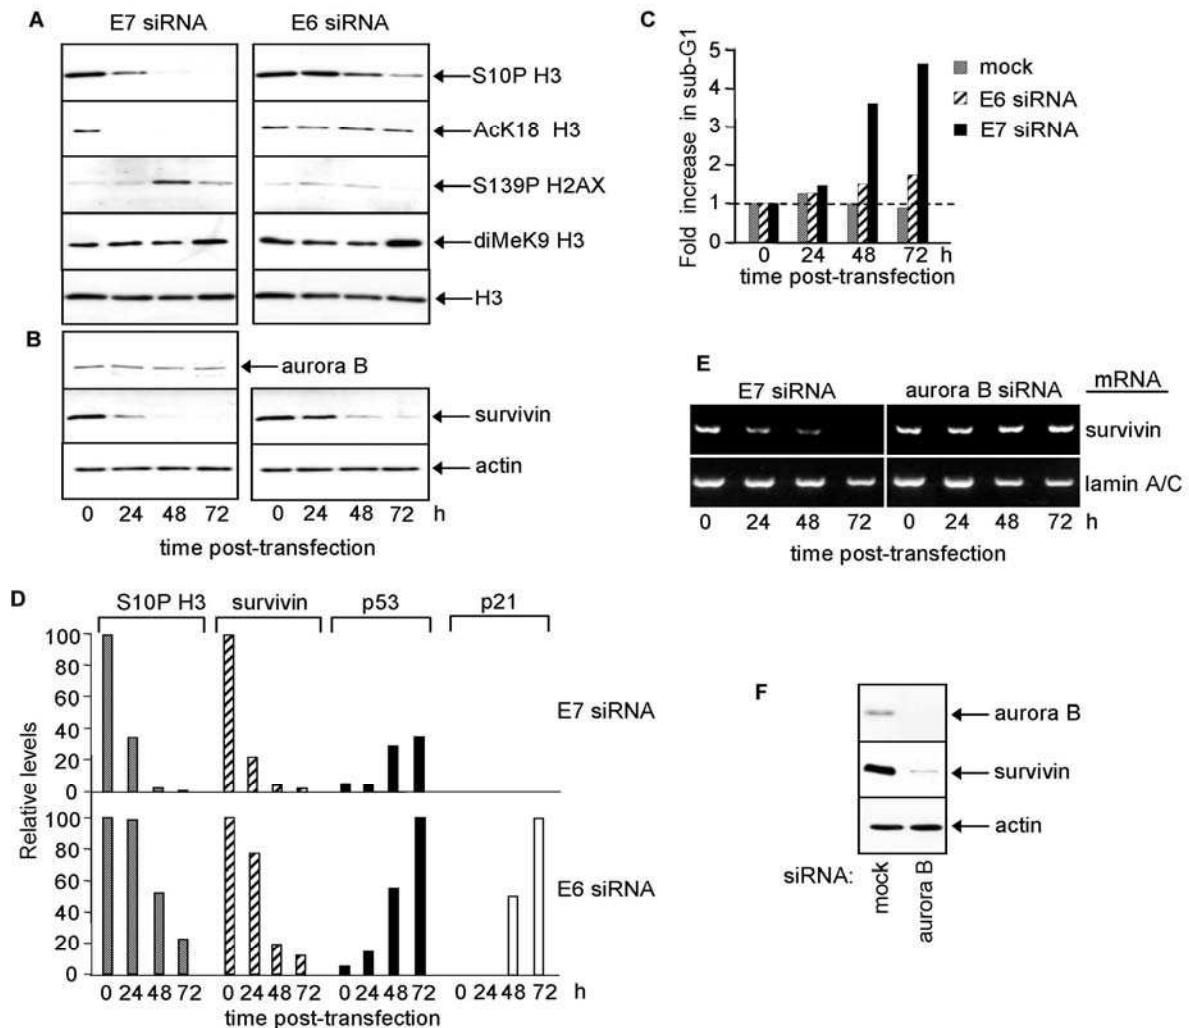 A
E7 siRNA
E6 siRNA
S10P H3
AcK18 H3
S139P H2AX
diMeK9 H3
H3
B
aurora B
survivin
actin
0 24 48 72 h
0 24 48 72
time post-transfection
C
Fold increase in sub-G1
5
4
3
2
1
0
mock
E6 siRNA
E7 siRNA
0 24 48 72 h
time post-transfection
D
S10P H3 survivin p53 p21
Relative levels
100
80
60
40
20
0
E7 siRNA
100
80
60
40
20
0
E6 siRNA
0 24 48 72 0 24 48 72 0 24 48 72 0 24 48 72 h
time post-transfection
E
E7 siRNA aurora B siRNA mRNA
survivin
lamin A/C
0 24 48 72 0 24 48 72 h
time post-transfection
F
aurora B
survivin
actin
siRNA: mock aurora B